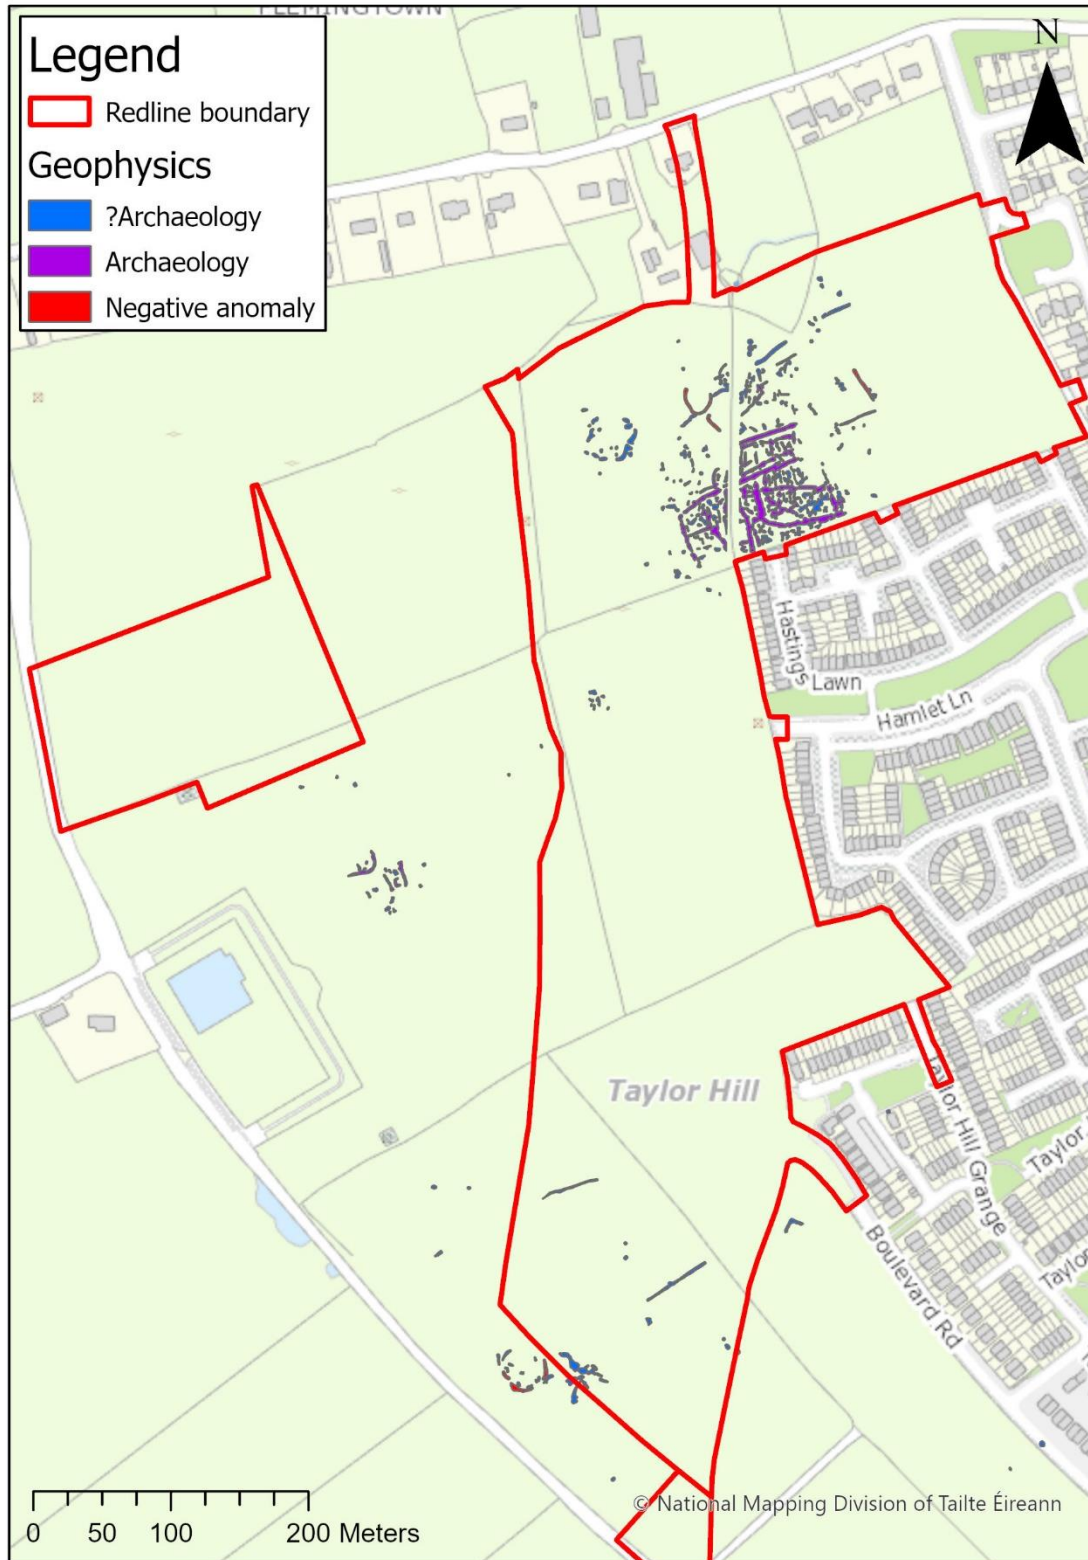 FLEMINGTOWN
N
Legend
Redline boundary
Geophysics
?Archaeology
Archaeology
Negative anomaly
Hastings Lawn
Hamlet Ln
Taylor Hill
Taylor Hill Grange
Taylor
Boulevard Rd
Taylor
© National Mapping Division of Tailte Éireann
0 50 100 200 Meters